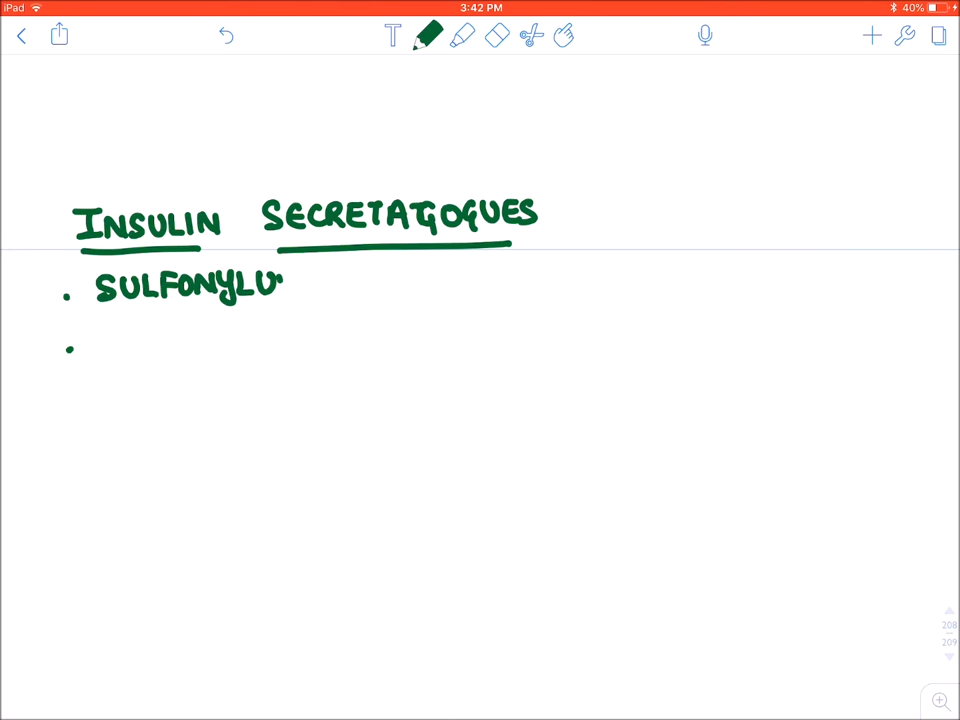 iPad 3:42 PM 40%
T
INSULIN SECRETAGOGUES
. SULFONYLU
.
208
209